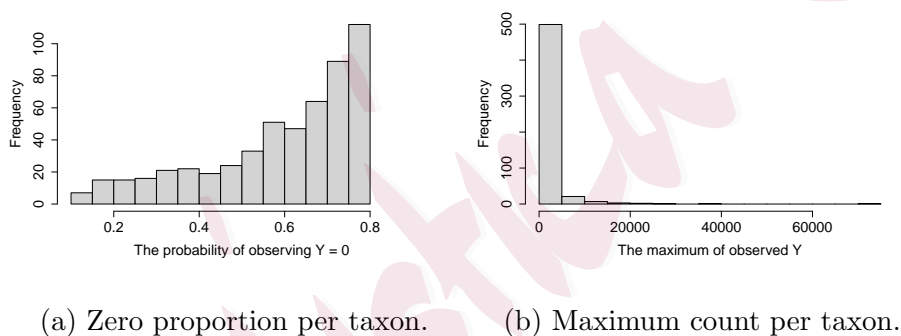 100
80
60
40
20
0
Frequency
0.2 0.4 0.6 0.8
The probability of observing Y = 0
(a) Zero proportion per taxon.
500
300
100
0
Frequency
0 20000 40000 60000
The maximum of observed Y
(b) Maximum count per taxon.